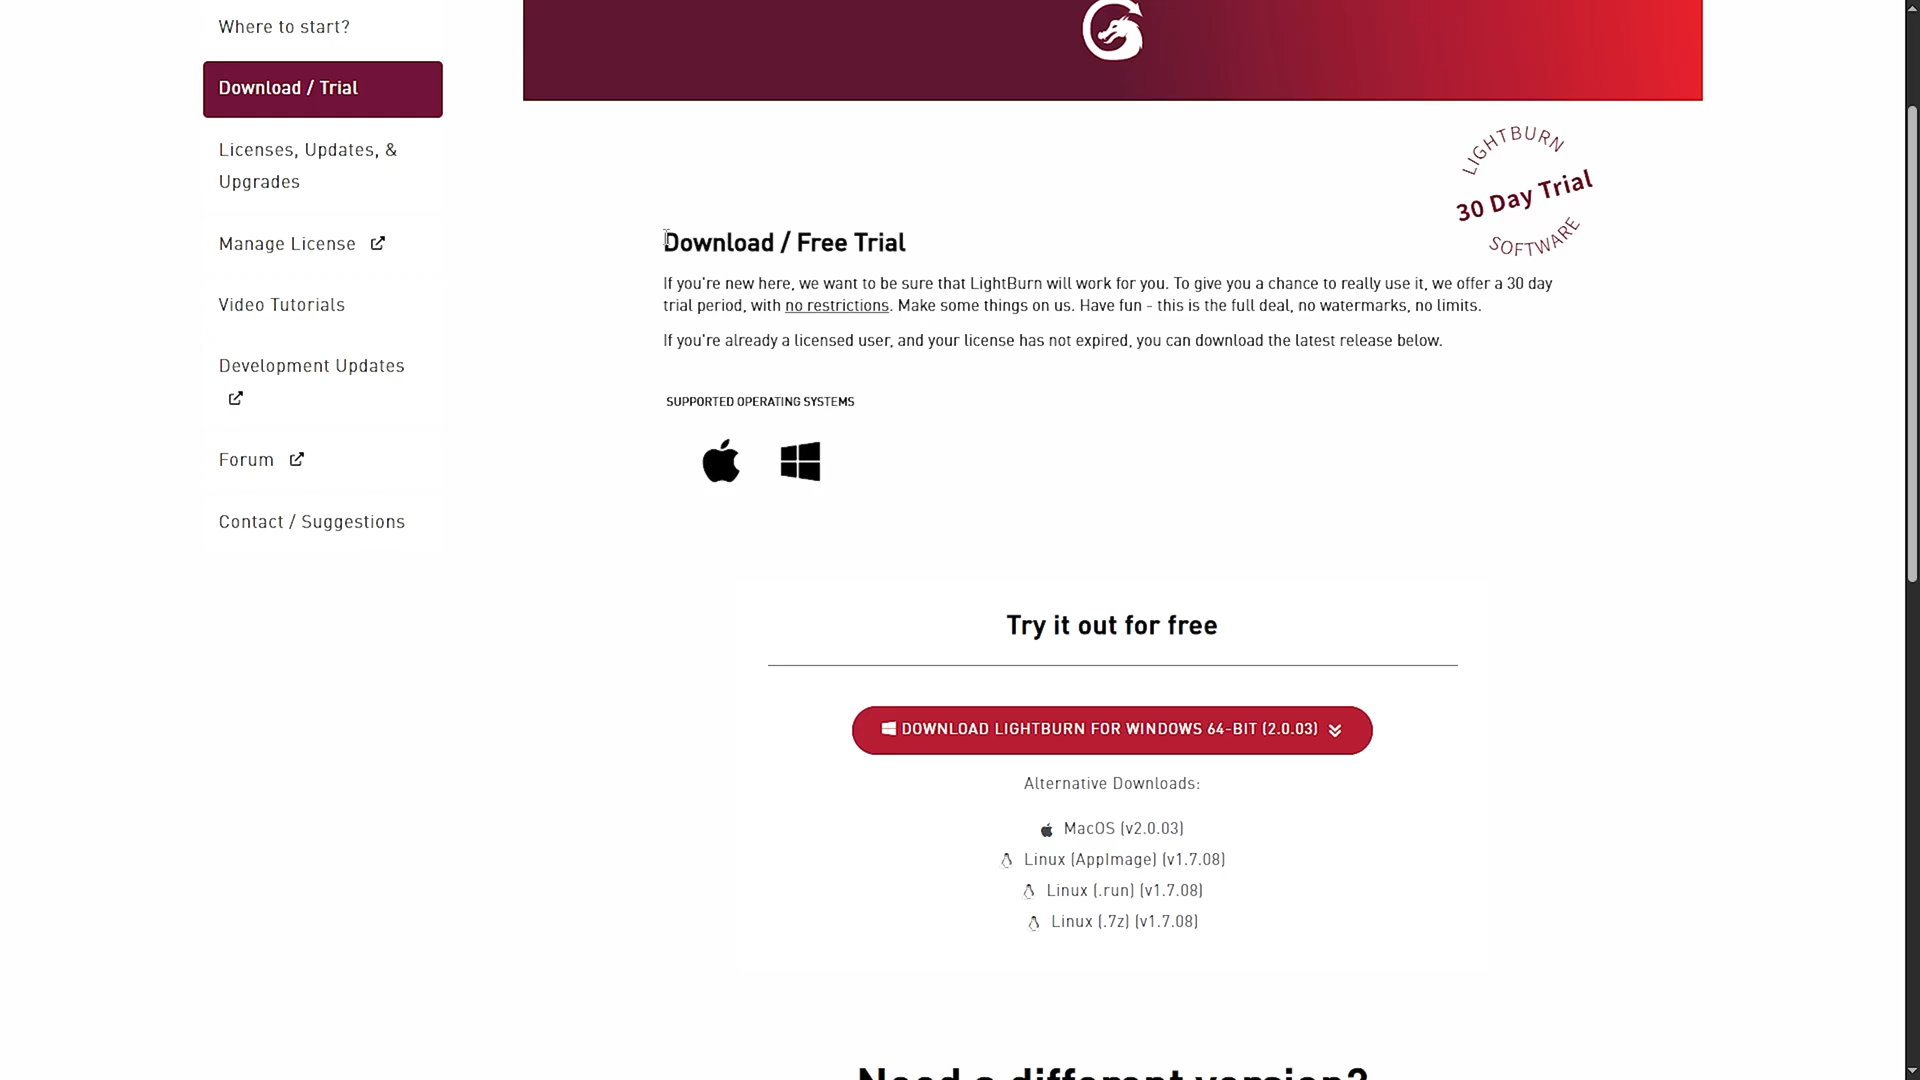 Where to start?
Download / Trial
Licenses, Updates, &
Upgrades
Manage License
Video Tutorials
Development Updates
Forum
Contact / Suggestions
LIGHTBURN
30 Day Trial
SOFTWARE
Download / Free Trial
If you're new here, we want to be sure that LightBurn will work for you. To give you a chance to really use it, we offer a 30 day
trial period, with no restrictions. Make some things on us. Have fun - this is the full deal, no watermarks, no limits.
If you're already a licensed user, and your license has not expired, you can download the latest release below.
SUPPORTED OPERATING SYSTEMS
Try it out for free
DOWNLOAD LIGHTBURN FOR WINDOWS 64-BIT (2.0.03)
Alternative Downloads:
MacOS (v2.0.03)
Linux (AppImage) (v1.7.08)
Linux (.run) (v1.7.08)
Linux (.7z) (v1.7.08)
Need a different version?